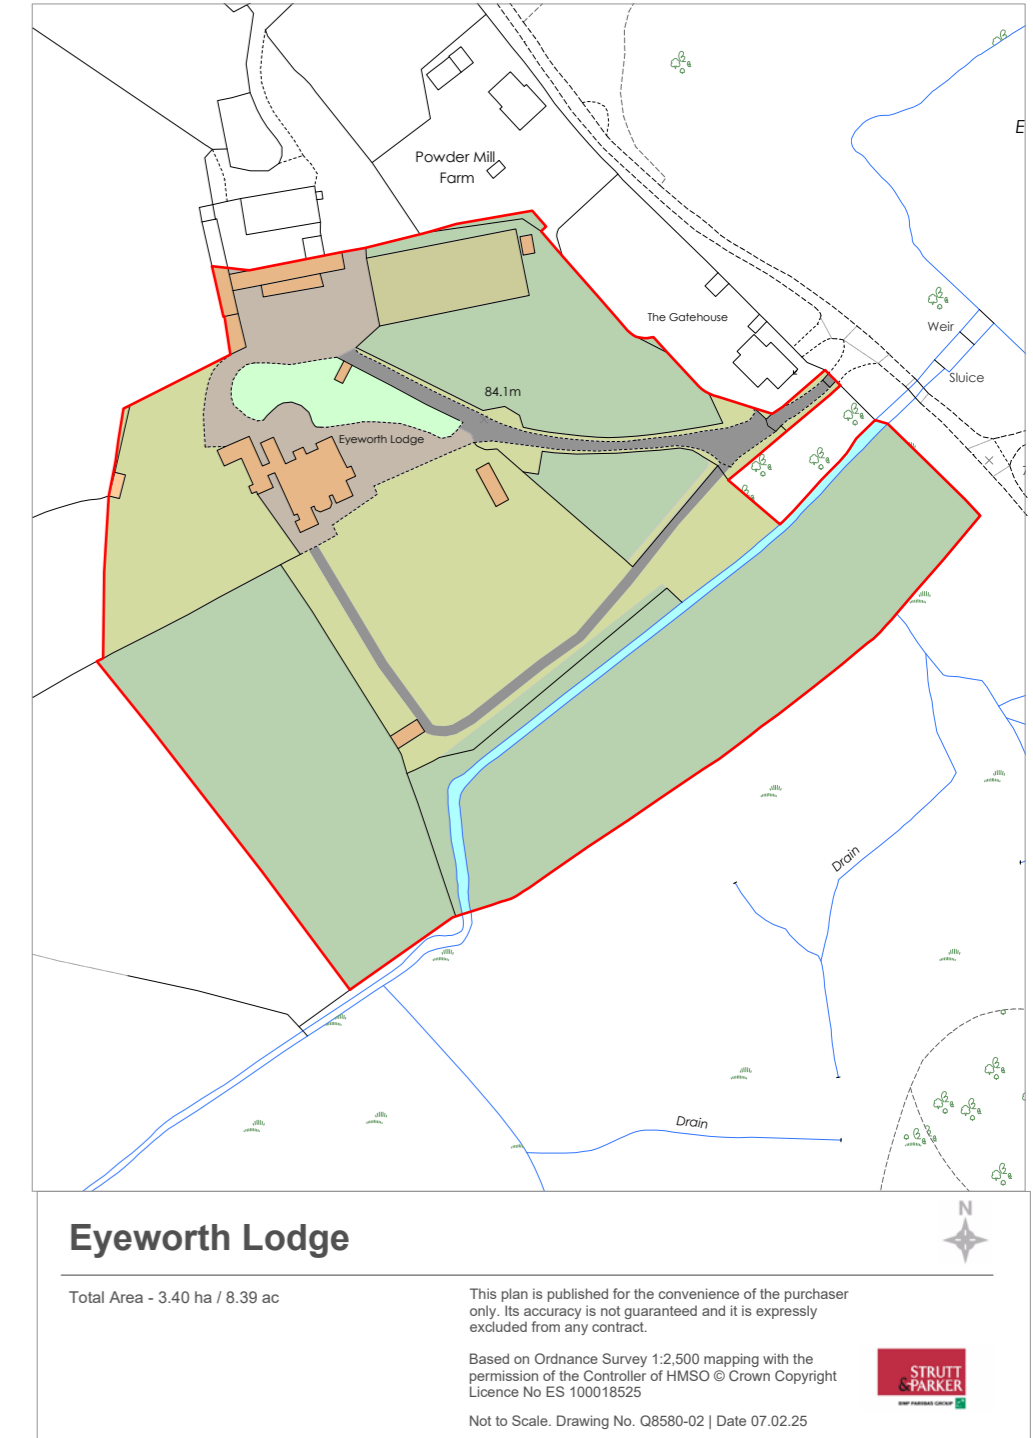 E
Powder Mill
Farm
The Gatehouse
Weir
Sluice
84.1m
Eyeworth Lodge
Drain
Drain
Eyeworth Lodge
N
Total Area - 3.40 ha / 8.39 ac
This plan is published for the convenience of the purchaser
only. Its accuracy is not guaranteed and it is expressly
excluded from any contract.
Based on Ordnance Survey 1:2,500 mapping with the
permission of the Controller of HMSO © Crown Copyright
Licence No ES 100018525
Not to Scale. Drawing No. Q8580-02 | Date 07.02.25
STRUTT
&PARKER
BNP PARIBAS GROUP